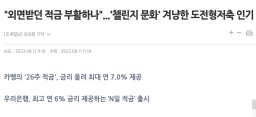 "외면받던 적금 부활하나"…'챌린지 문화' 겨냥한 도전형저축 인기
카뱅의 '26주 적금', 금리 올려 최대 연 7.0% 제공
우리은행, 최고 연 6% 금리 제공하는 'N일 적금' 출시